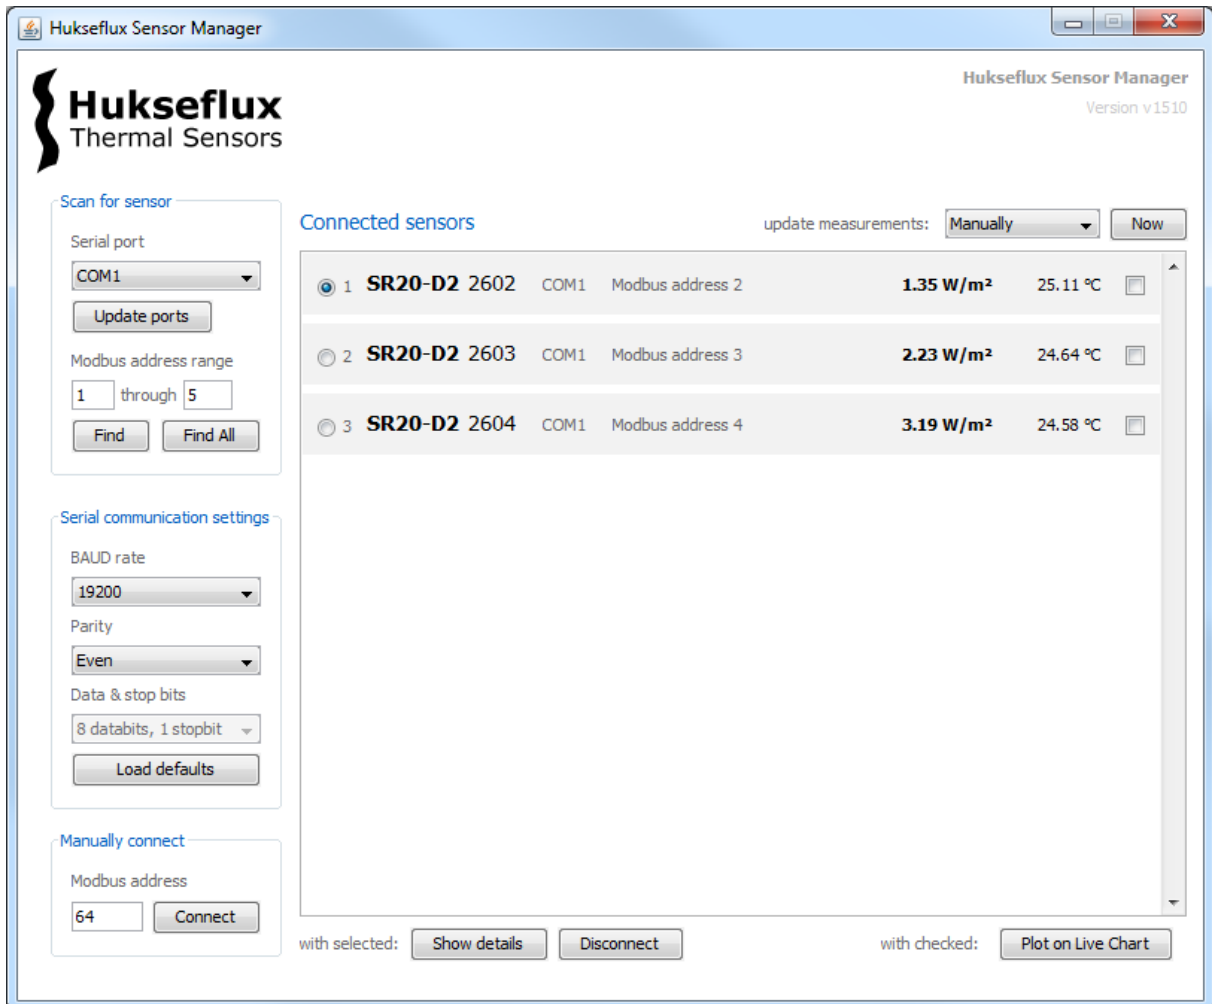 Hukseflux Sensor Manager
Hukseflux
Thermal Sensors
Hukseflux Sensor Manager
Version v1510
Scan for sensor
Serial port
COM1
Update ports
Modbus address range
1 through 5
Find Find All
Serial communication settings
BAUD rate
19200
Parity
Even
Data & stop bits
8 databits, 1 stopbit
Load defaults
Manually connect
Modbus address
64 Connect
Connected sensors update measurements: Manually Now
1 SR20-D2 2602 COM1 Modbus address 2 1.35 W/m² 25.11 ºC
2 SR20-D2 2603 COM1 Modbus address 3 2.23 W/m² 24.64 ºC
3 SR20-D2 2604 COM1 Modbus address 4 3.19 W/m² 24.58 ºC
with selected: Show details Disconnect with checked: Plot on Live Chart